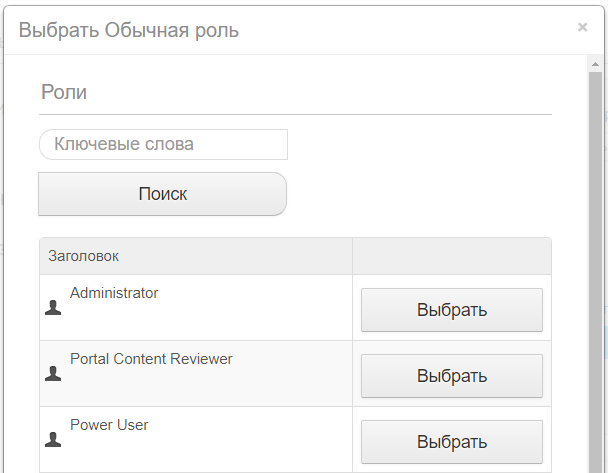 Выбрать Обычная роль
×
Роли
Ключевые слова
Поиск
Заголовок
Administrator
Выбрать
Portal Content Reviewer
Выбрать
Power User
Выбрать